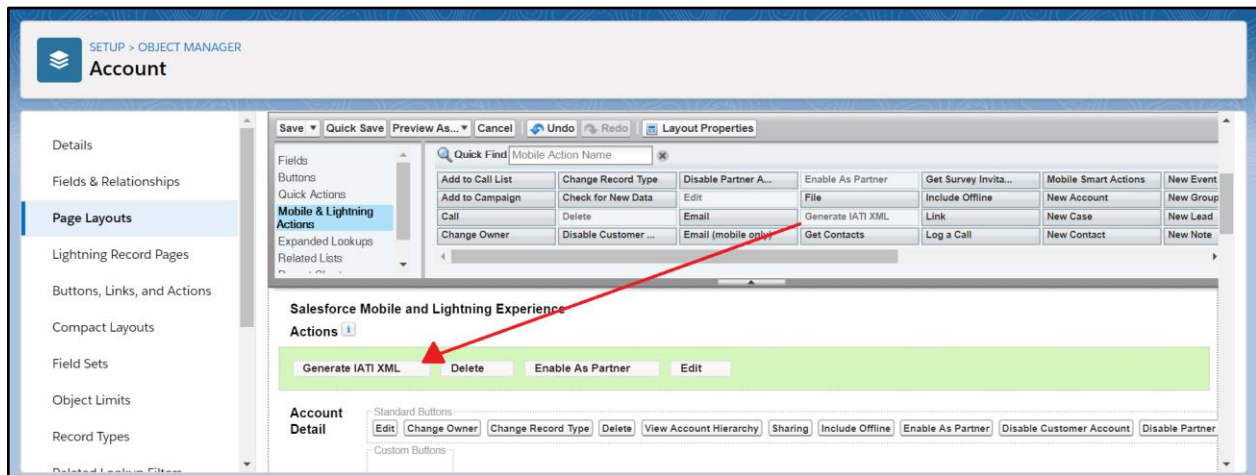 SETUP > OBJECT MANAGER
Account
Details
Fields & Relationships
Page Layouts
Lightning Record Pages
Buttons, Links, and Actions
Compact Layouts
Field Sets
Object Limits
Record Types
Save Quick Save Preview As... Cancel Undo Redo Layout Properties
Fields
Buttons
Quick Actions
Mobile & Lightning
Actions
Expanded Lookups
Related Lists
Quick Find Mobile Action Name
Add to Call List Change Record Type Disable Partner A... Enable As Partner Get Survey Invita... Mobile Smart Actions New Event
Add to Campaign Check for New Data Edit File Include Offline New Account New Group
Call Delete Email Generate IATI XML Link New Case New Lead
Change Owner Disable Customer ... Email (mobile only) Get Contacts Log a Call New Contact New Note
Salesforce Mobile and Lightning Experience
Actions i
Generate IATI XML Delete Enable As Partner Edit
Account
Detail
Standard Buttons
Edit Change Owner Change Record Type Delete View Account Hierarchy Sharing Include Offline Enable As Partner Disable Customer Account Disable Partner
Custom Buttons